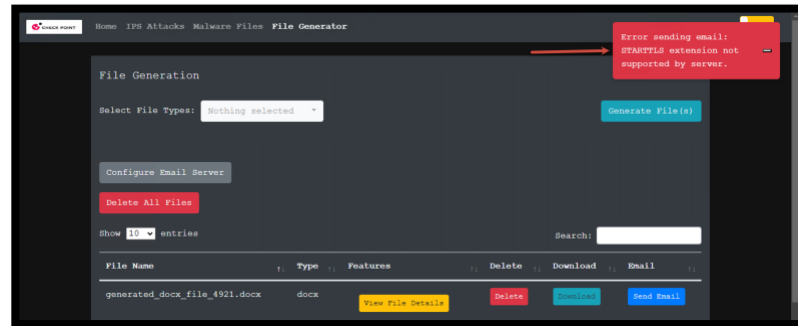 CHECK POINT
Home IPS Attacks Malware Files File Generator
Error sending email:
STARTTLS extension not
supported by server.
File Generation
Select File Types: Nothing selected
Generate File(s)
Configure Email Server
Delete All Files
Show 10 entries
Search:
File Name Type Features Delete Download Email
generated_docx_file_4921.docx docx View File Details Delete Download Send Email